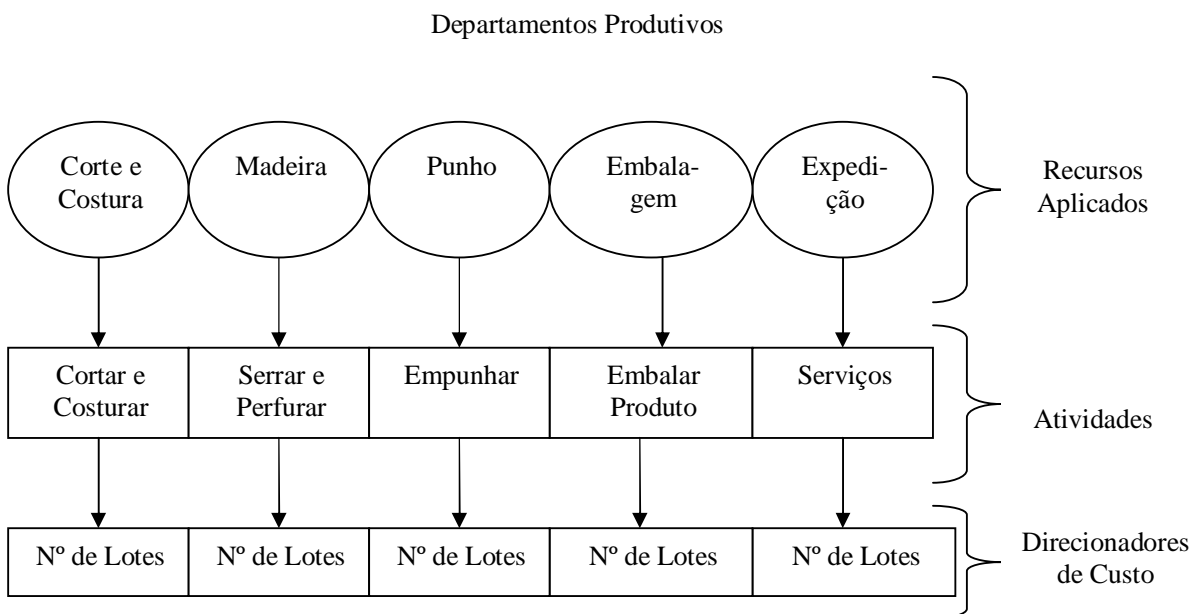 Departamentos Produtivos
Corte e
Costura
Madeira
Punho
Embala-
gem
Expedi-
ção
Recursos
Aplicados
Cortar e
Costurar
Serrar e
Perfurar
Empunhar
Embalar
Produto
Serviços
Atividades
Nº de Lotes
Nº de Lotes
Nº de Lotes
Nº de Lotes
Nº de Lotes
Direcionadores
de Custo